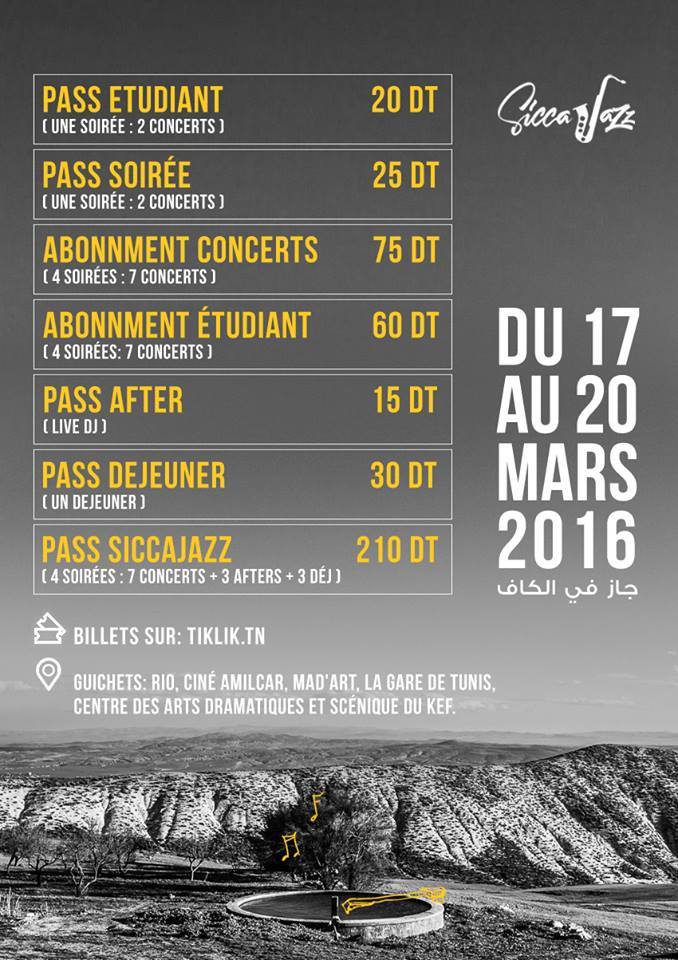 Sicca Jazz
PASS ETUDIANT 20 DT
( UNE SOIRÉE : 2 CONCERTS )
PASS SOIRÉE 25 DT
( UNE SOIRÉE : 2 CONCERTS )
ABONNMENT CONCERTS 75 DT
( 4 SOIRÉES : 7 CONCERTS )
ABONNMENT ÉTUDIANT 60 DT
( 4 SOIRÉES: 7 CONCERTS )
PASS AFTER 15 DT
( LIVE DJ )
PASS DEJEUNER 30 DT
( UN DEJEUNER )
PASS SICCAJAZZ 210 DT
( 4 SOIRÉES : 7 CONCERTS + 3 AFTERS + 3 DÉJ )
DU 17
AU 20
MARS
2016
جاز في الكاف
BILLETS SUR: TIKLIK.TN
GUICHETS: RIO, CINÉ AMILCAR, MAD'ART, LA GARE DE TUNIS,
CENTRE DES ARTS DRAMATIQUES ET SCÉNIQUE DU KEF.